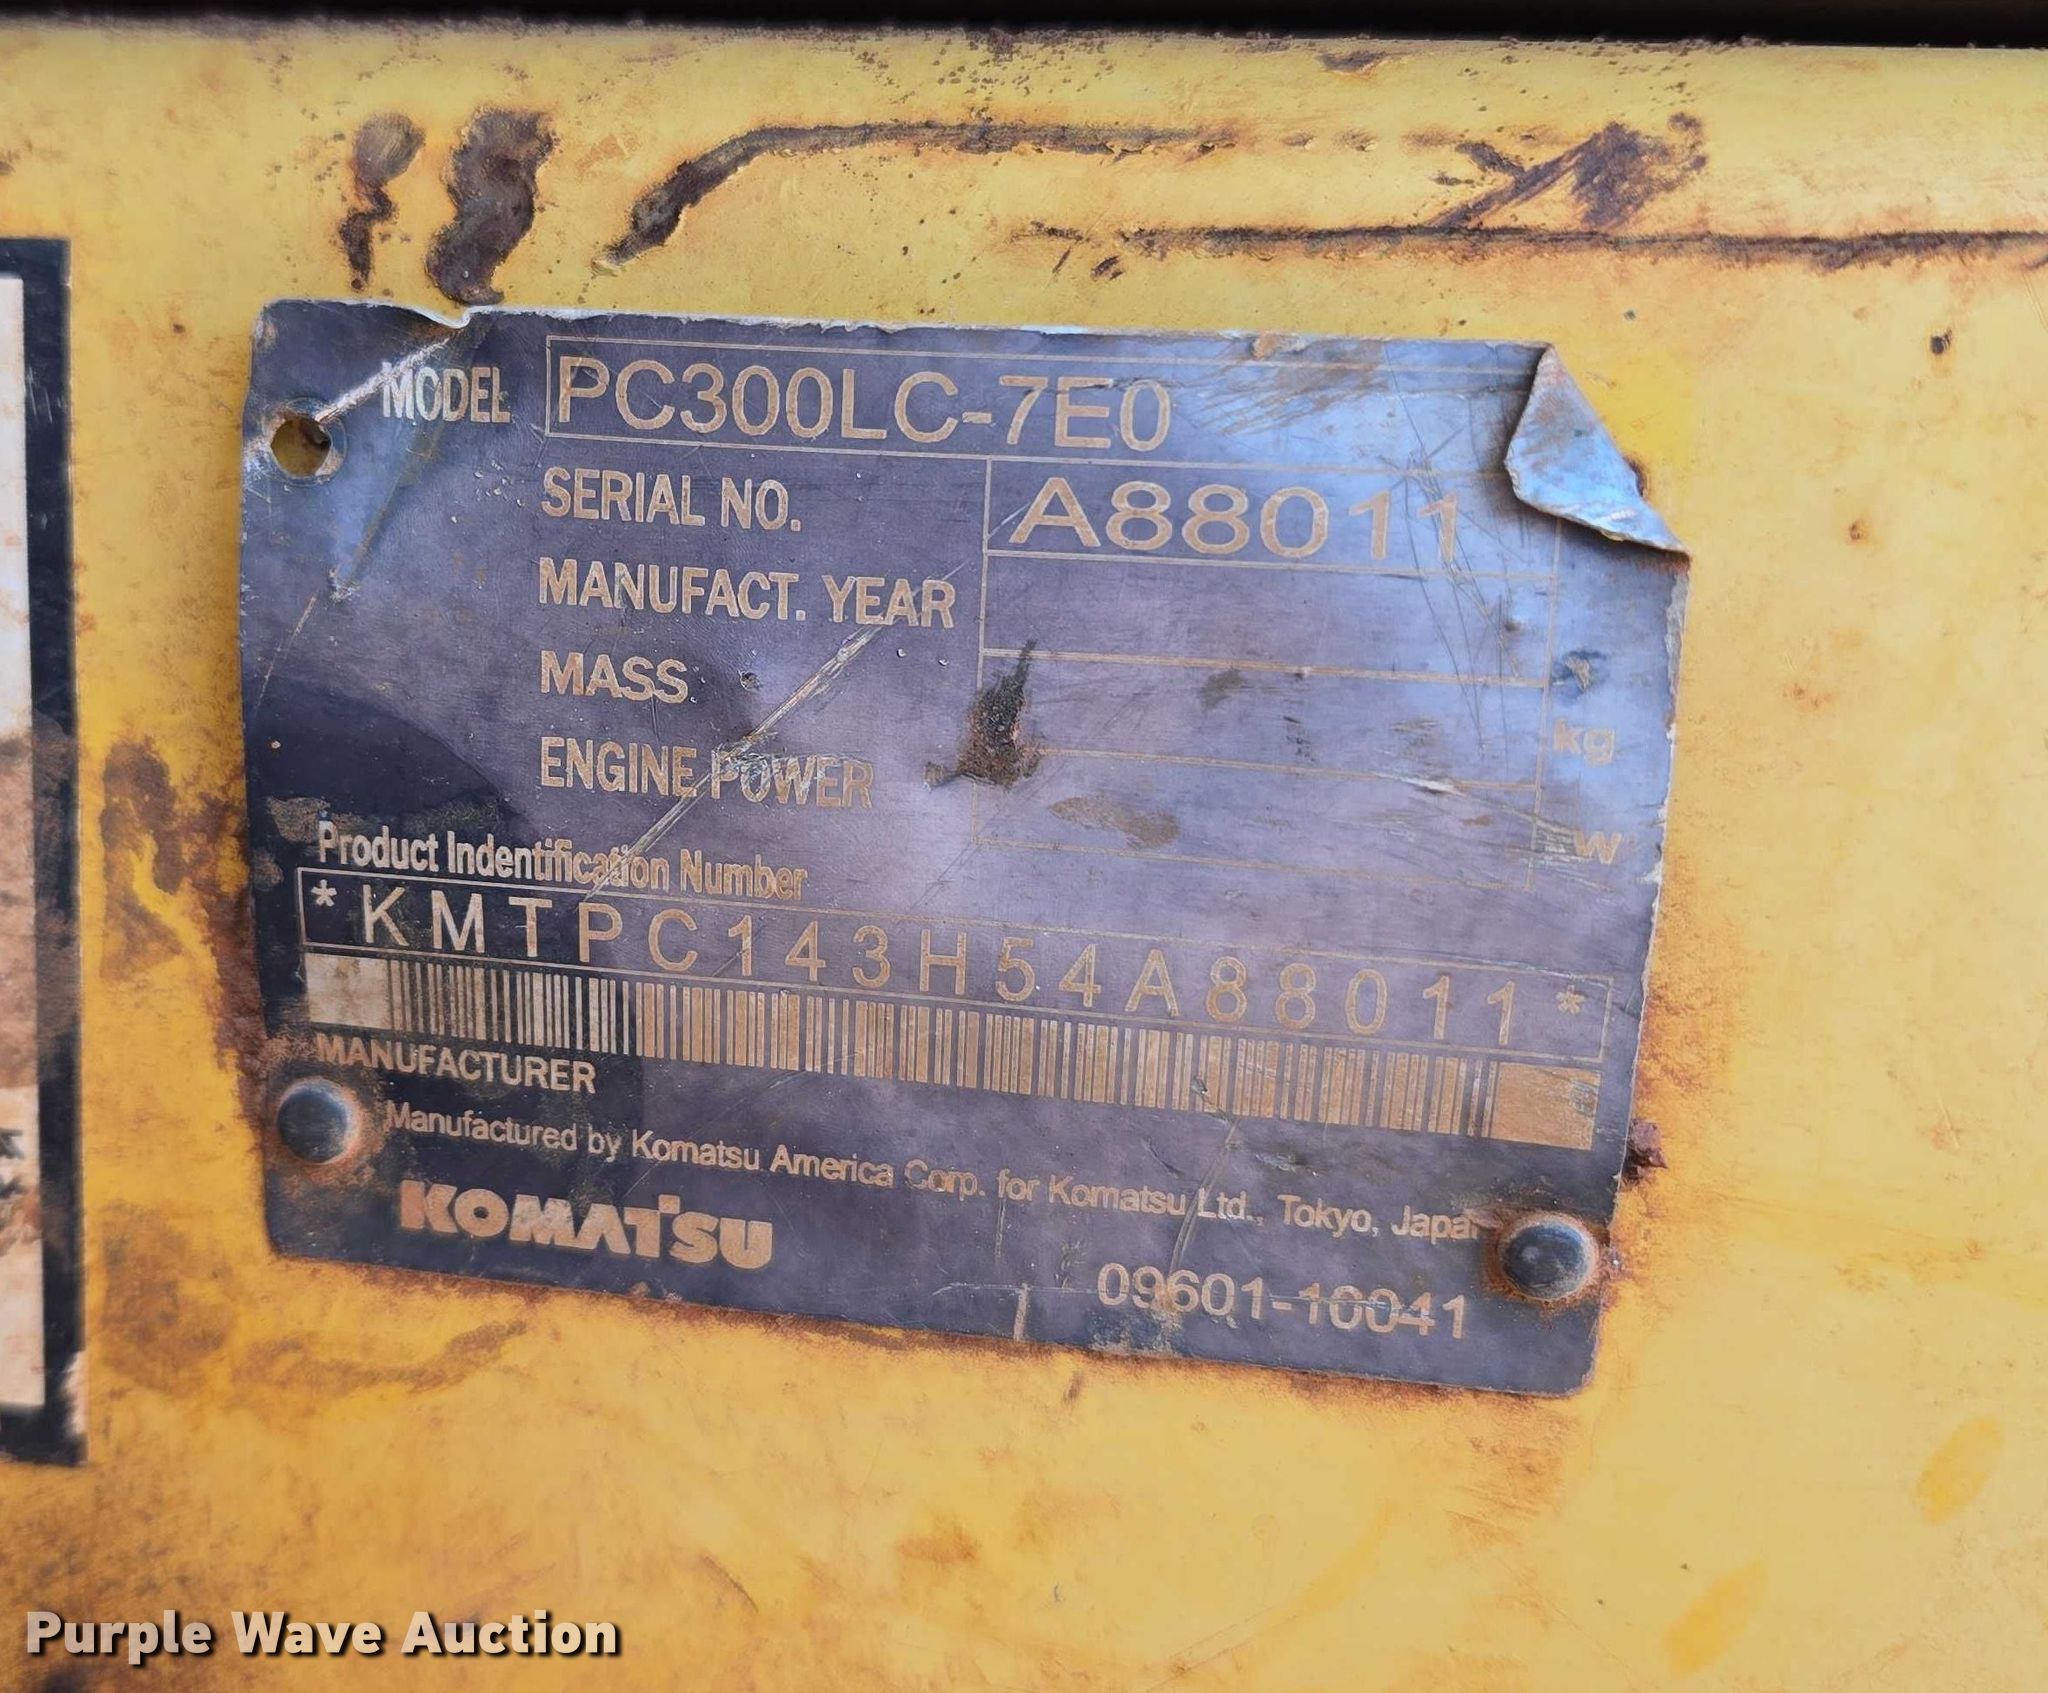 MODEL PC300LC-7E0
SERIAL NO. A88011
MANUFACT. YEAR
MASS kg
ENGINE POWER W
Product Indentification Number
*KMTPC143H54A88011*
MANUFACTURER
Manufactured by Komatsu America Corp. for Komatsu Ltd., Tokyo, Japan
KOMATSU
09601-10041
Purple Wave Auction